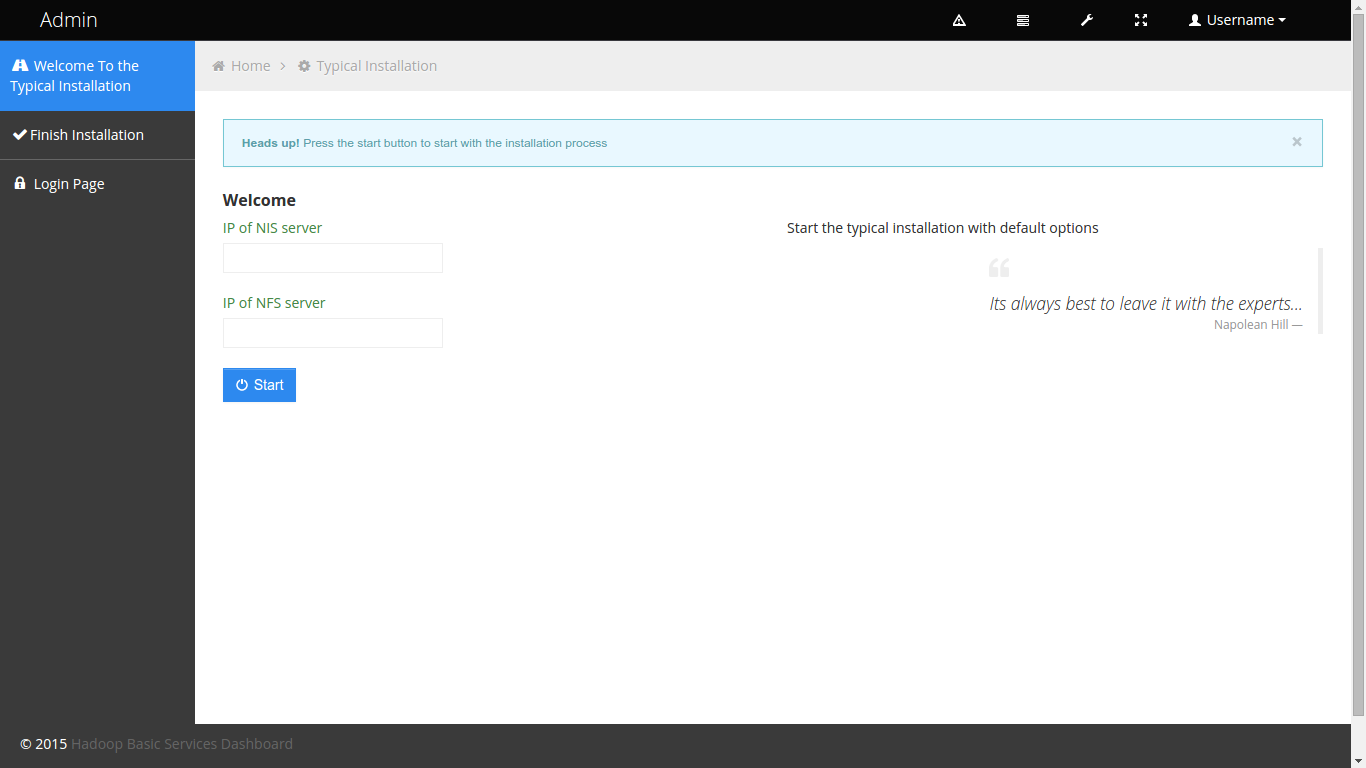 Admin
Username
Welcome To the
Typical Installation
Home
Typical Installation
Finish Installation
Login Page
Heads up! Press the start button to start with the installation process
×
Welcome
IP of NIS server
IP of NFS server
Start
Start the typical installation with default options
“
Its always best to leave it with the experts...
Napolean Hill —
© 2015 Hadoop Basic Services Dashboard